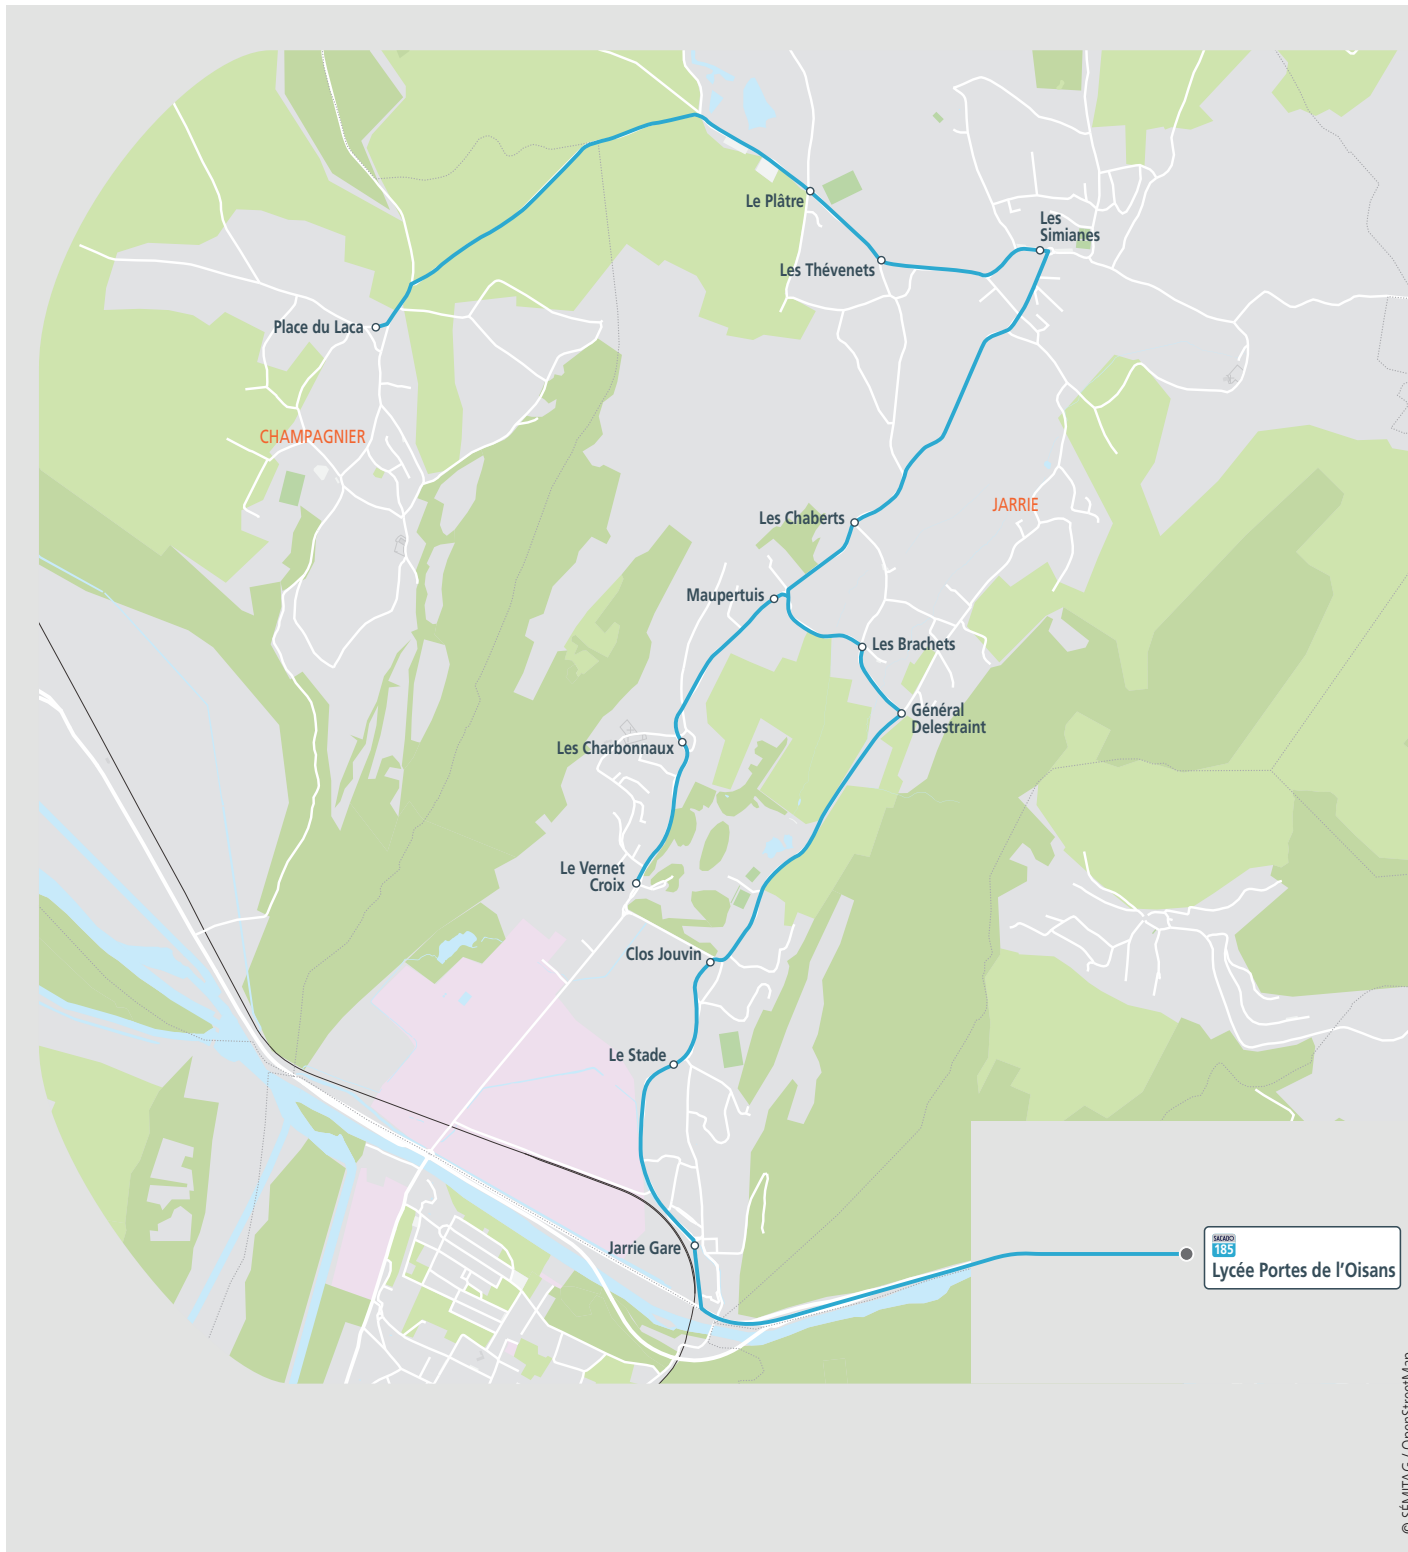 Le Plâtre
Les
Simianes
Les Thévenets
Place du Laca
CHAMPAGNIER
JARRIE
Les Chaberts
Maupertuis
Les Brachets
Général
Delestraint
Les Charbonnaux
Le Vernet
Croix
Clos Jouvin
Le Stade
Jarrie Gare
SACADO
185
Lycée Portes de l'Oisans
© SÉMITAG / OpenStreetMap